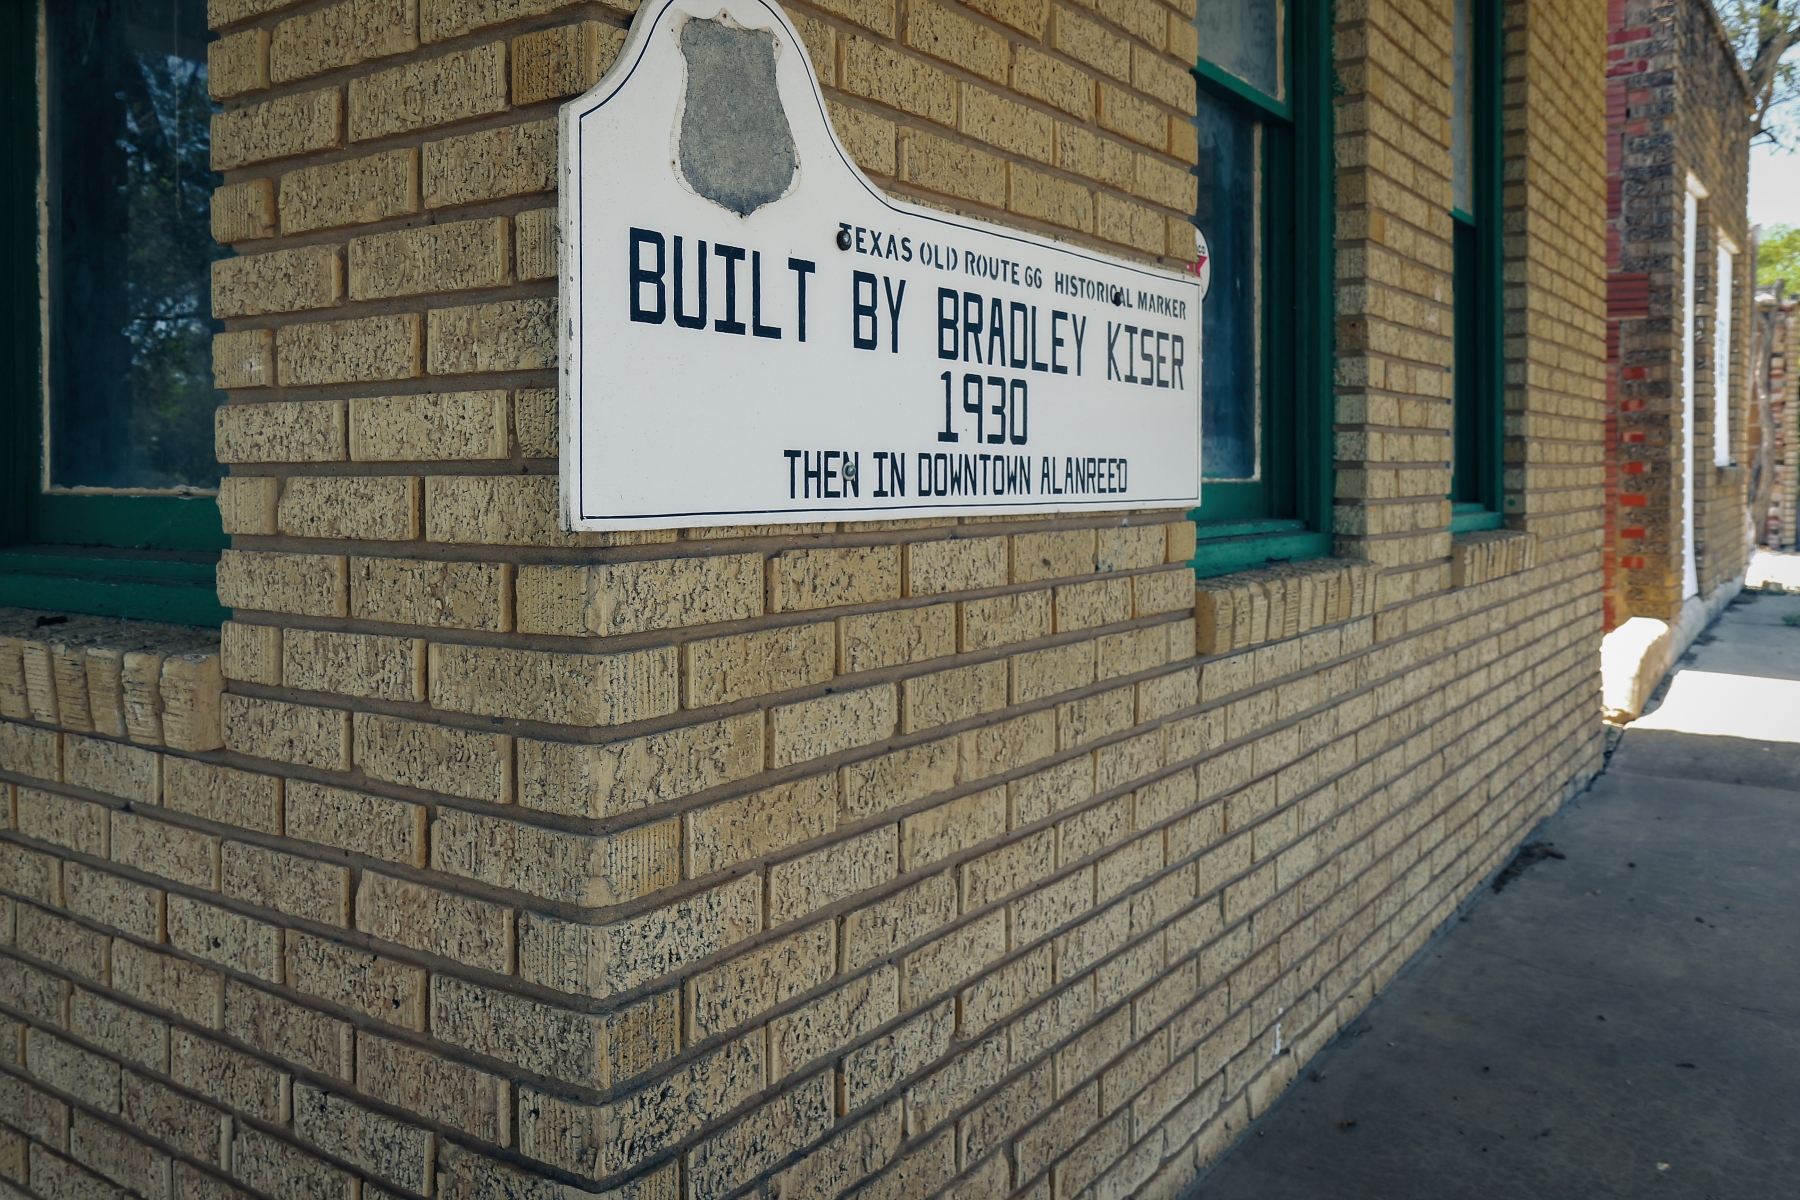 TEXAS OLD ROUTE 66 HISTORICAL MARKER
BUILT BY BRADLEY KISER
1930
THEN IN DOWNTOWN ALANREED